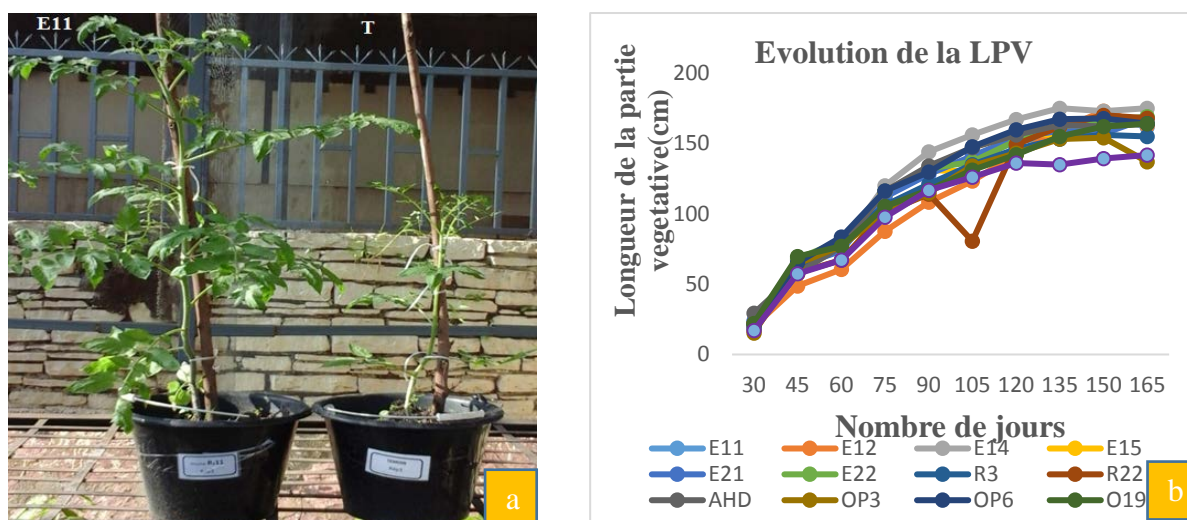 E11
T
a
Evolution de la LPV
Longueur de la partie
vegetative(cm)
200
150
100
50
0
30 45 60 75 90 105 120 135 150 165
Nombre de jours
E11 E12 E14 E15
E21 E22 R3 R22
AHD OP3 OP6 O19
b